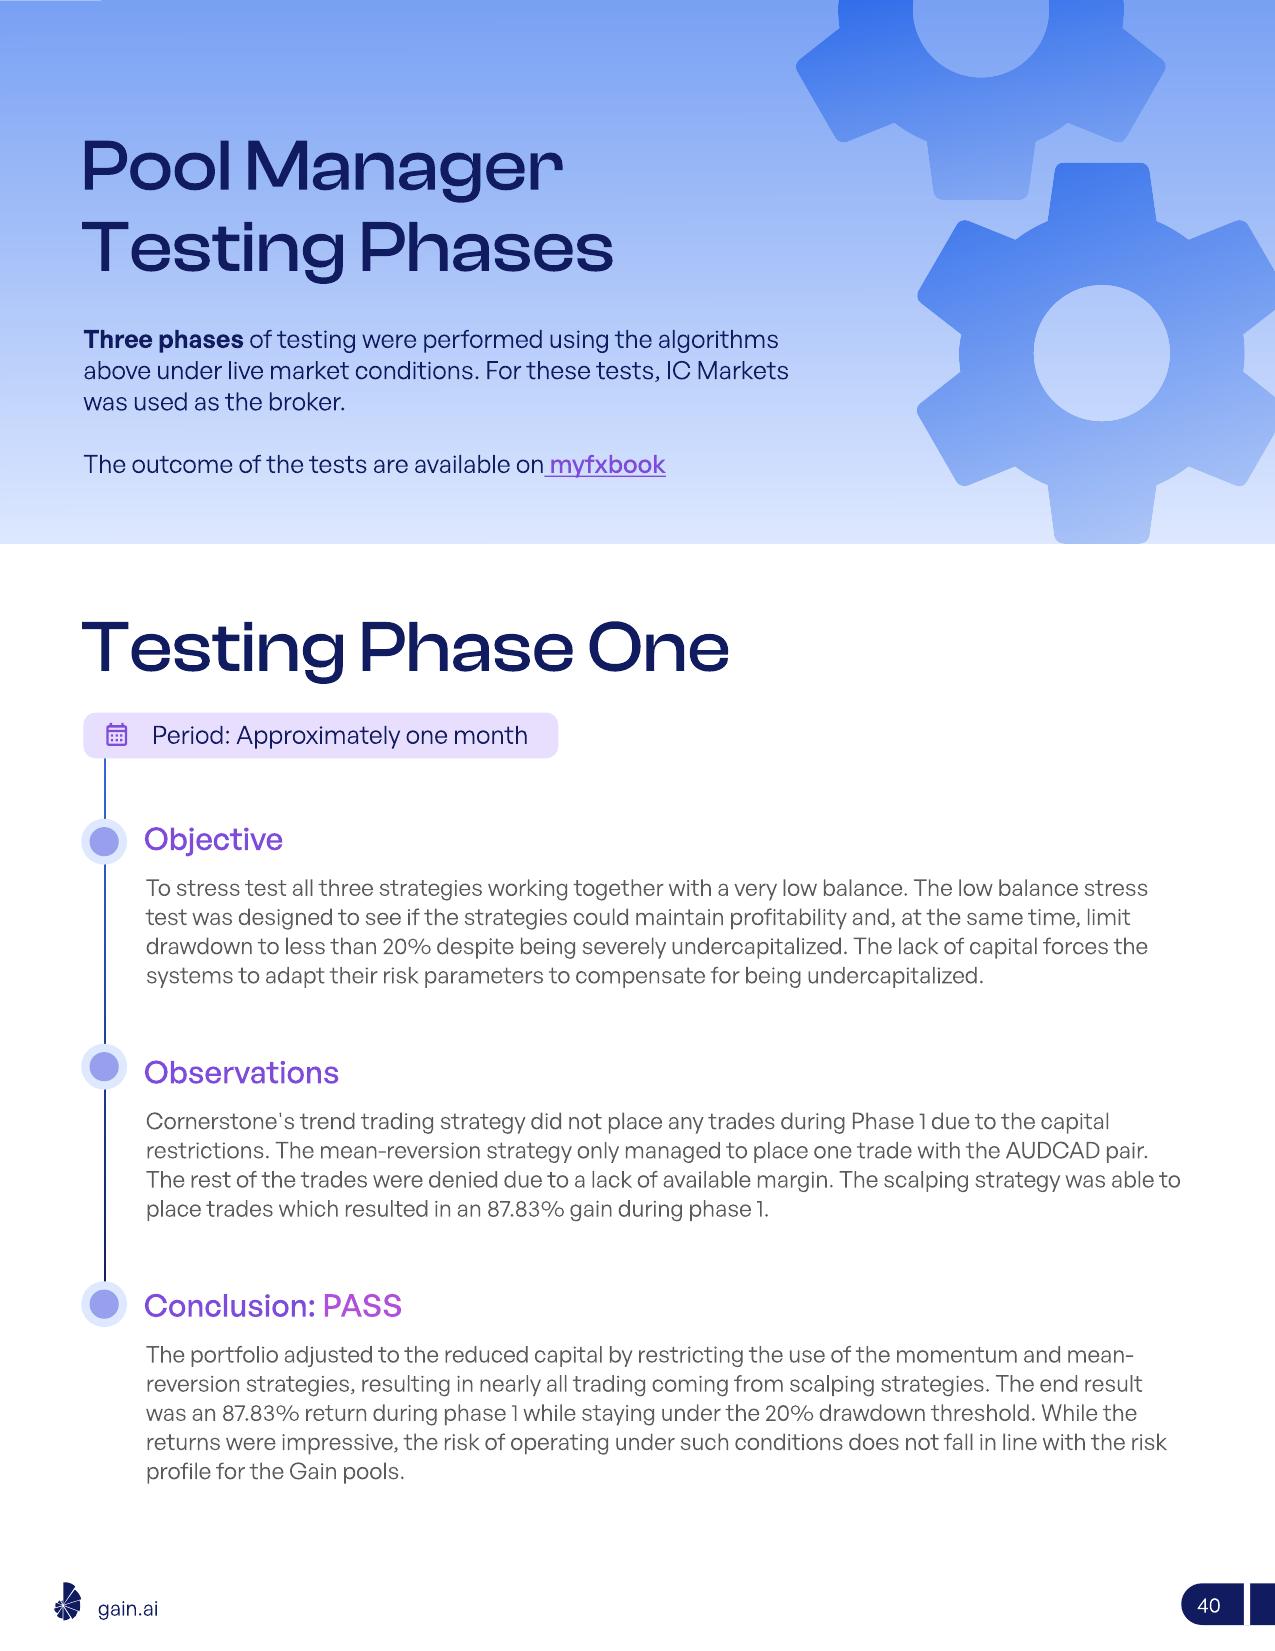 Pool Manager
Testing Phases
Three phases of testing were performed using the algorithms
above under live market conditions. For these tests, IC Markets
was used as the broker.
The outcome of the tests are available on myfxbook
Testing Phase One
Period: Approximately one month
Objective
To stress test all three strategies working together with a very low balance. The low balance stress
test was designed to see if the strategies could maintain profitability and, at the same time, limit
drawdown to less than 20% despite being severely undercapitalized. The lack of capital forces the
systems to adapt their risk parameters to compensate for being undercapitalized.
Observations
Cornerstone's trend trading strategy did not place any trades during Phase 1 due to the capital
restrictions. The mean-reversion strategy only managed to place one trade with the AUDCAD pair.
The rest of the trades were denied due to a lack of available margin. The scalping strategy was able to
place trades which resulted in an 87.83% gain during phase 1.
Conclusion: PASS
The portfolio adjusted to the reduced capital by restricting the use of the momentum and mean-
reversion strategies, resulting in nearly all trading coming from scalping strategies. The end result
was an 87.83% return during phase 1 while staying under the 20% drawdown threshold. While the
returns were impressive, the risk of operating under such conditions does not fall in line with the risk
profile for the Gain pools.
gain.ai
40